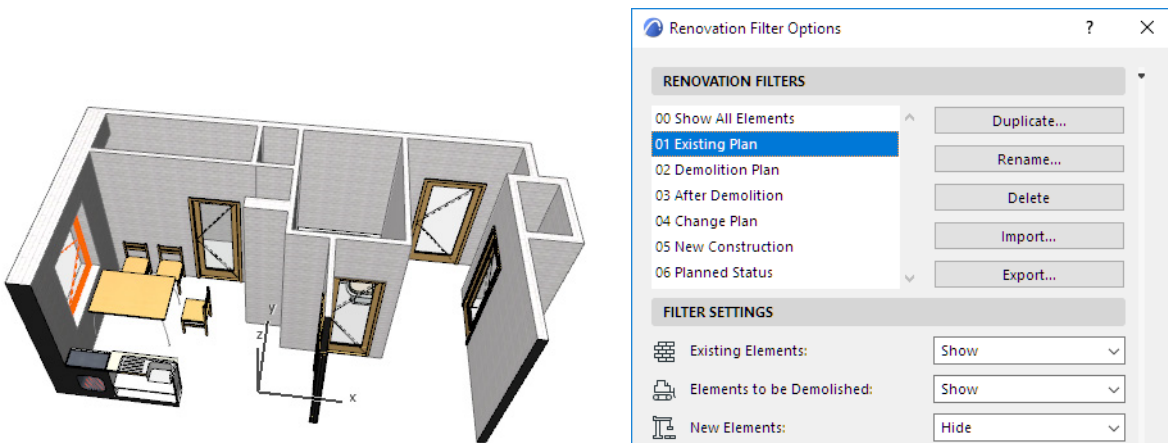 y
z
x
Renovation Filter Options
?
RENOVATION FILTERS
00 Show All Elements
01 Existing Plan
02 Demolition Plan
03 After Demolition
04 Change Plan
05 New Construction
06 Planned Status
Duplicate...
Rename...
Delete
Import...
Export...
FILTER SETTINGS
Existing Elements: Show
Elements to be Demolished: Show
New Elements: Hide